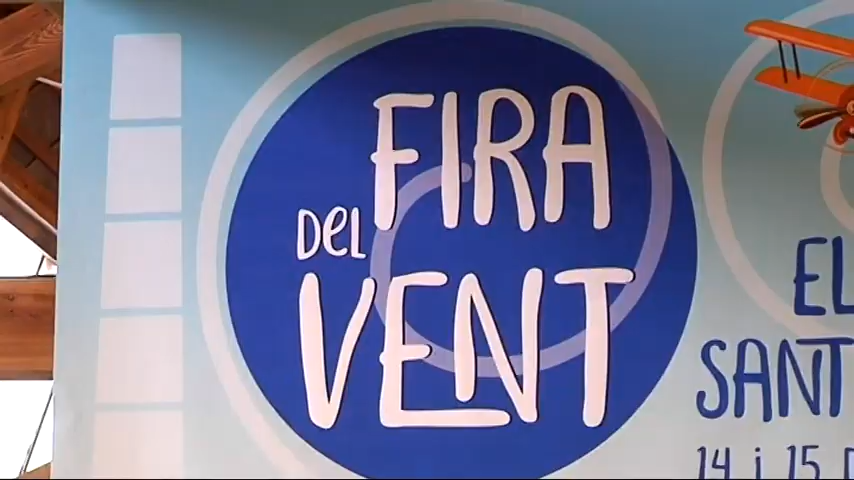 FIRA
DEL
VENT
EL
SANT
14 i 15